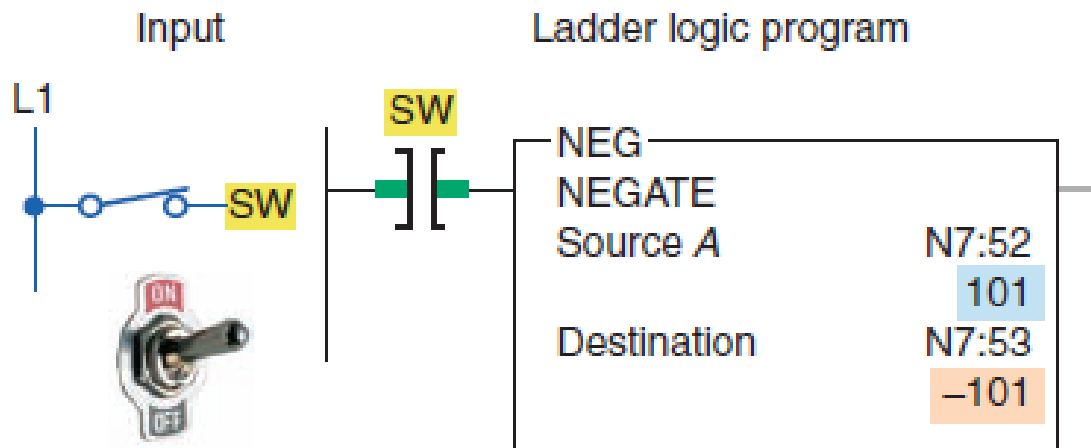 Input
Ladder logic program
L1
SW
SW
ON
OFF
NEG
NEGATE
Source A N7:52
101
Destination N7:53
–101